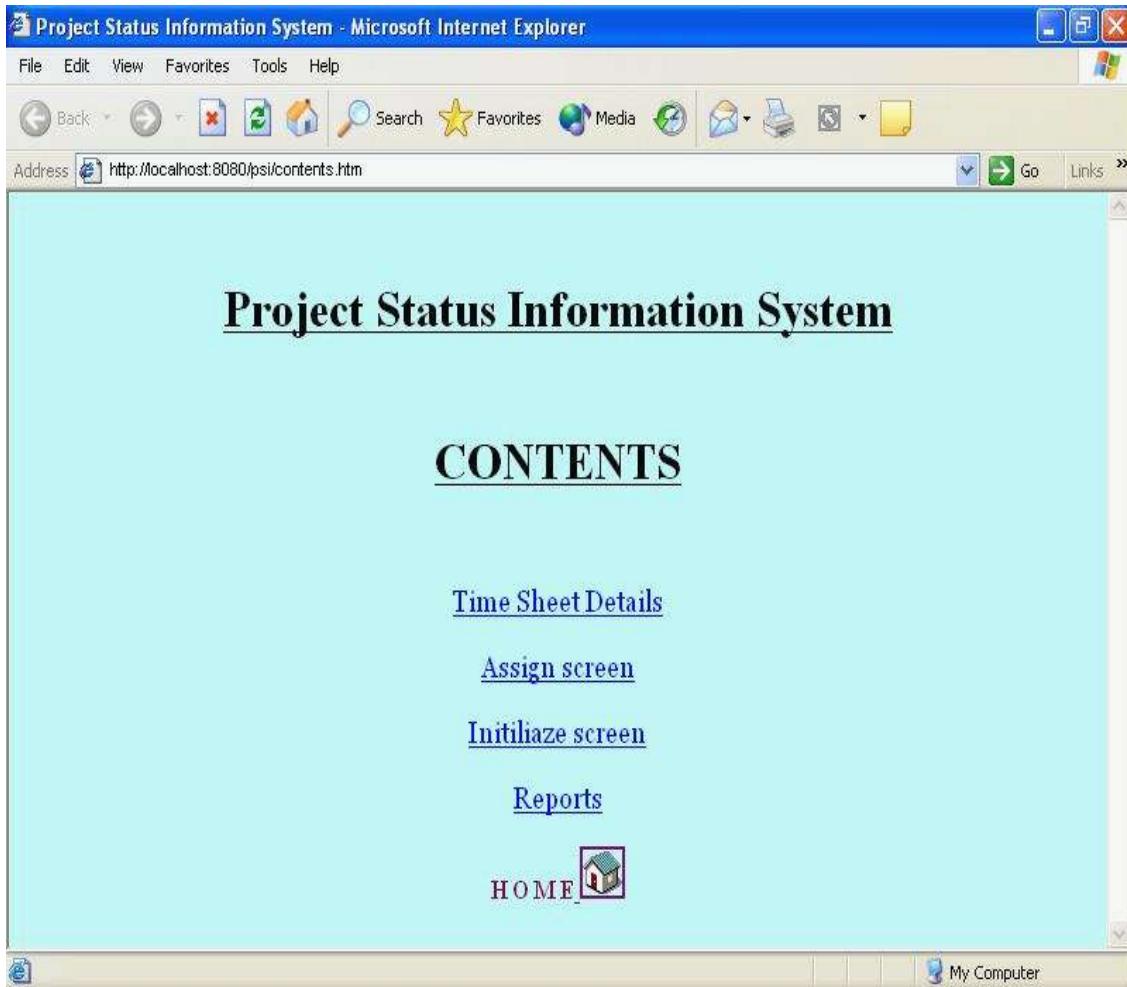 Project Status Information System - Microsoft Internet Explorer
File Edit View Favorites Tools Help
Back Search Favorites Media
Address http://localhost:8080/psi/contents.htm Go Links »
Project Status Information System
CONTENTS
Time Sheet Details
Assign screen
Initiliaze screen
Reports
HOME
My Computer